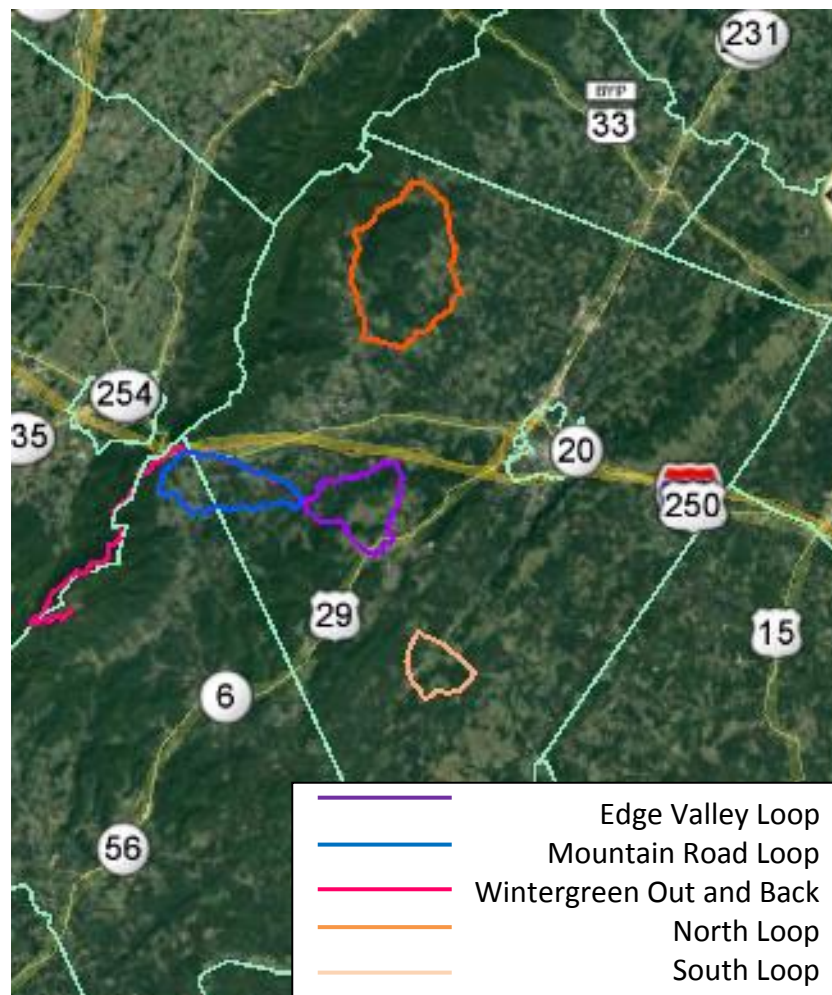 231
BYP
33
254
35
20
250
29
15
6
56
Edge Valley Loop
Mountain Road Loop
Wintergreen Out and Back
North Loop
South Loop